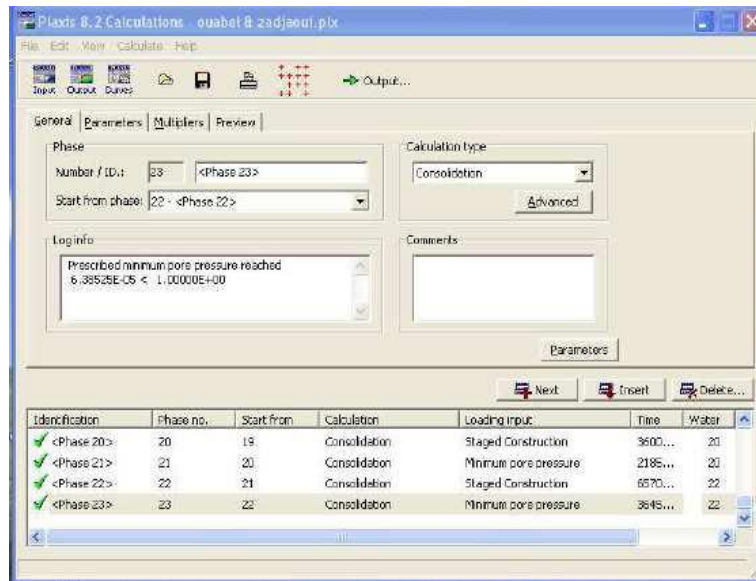 Plaxis 8.2 Calculations - ouabel & zadjaoui.plx
File Edit View Calculate Help
Input Output Curves Output...
General Parameters Multipliers Preview
Phase
Number / ID.: 23 <Phase 23>
Start from phase: 22 - <Phase 22>
Calculation type
Consolidation
Advanced
Log info
Prescribed minimum pore pressure reached
6.38525E-05 < 1.00000E+00
Comments
Parameters
Next Insert Delete...
Identification Phase no. Start from Calculation Loading input Time Water
<Phase 20> 20 19 Consolidation Staged Construction 3600... 20
<Phase 21> 21 20 Consolidation Minimum pore pressure 2185... 20
<Phase 22> 22 21 Consolidation Staged Construction 6570... 22
<Phase 23> 23 22 Consolidation Minimum pore pressure 3645... 22